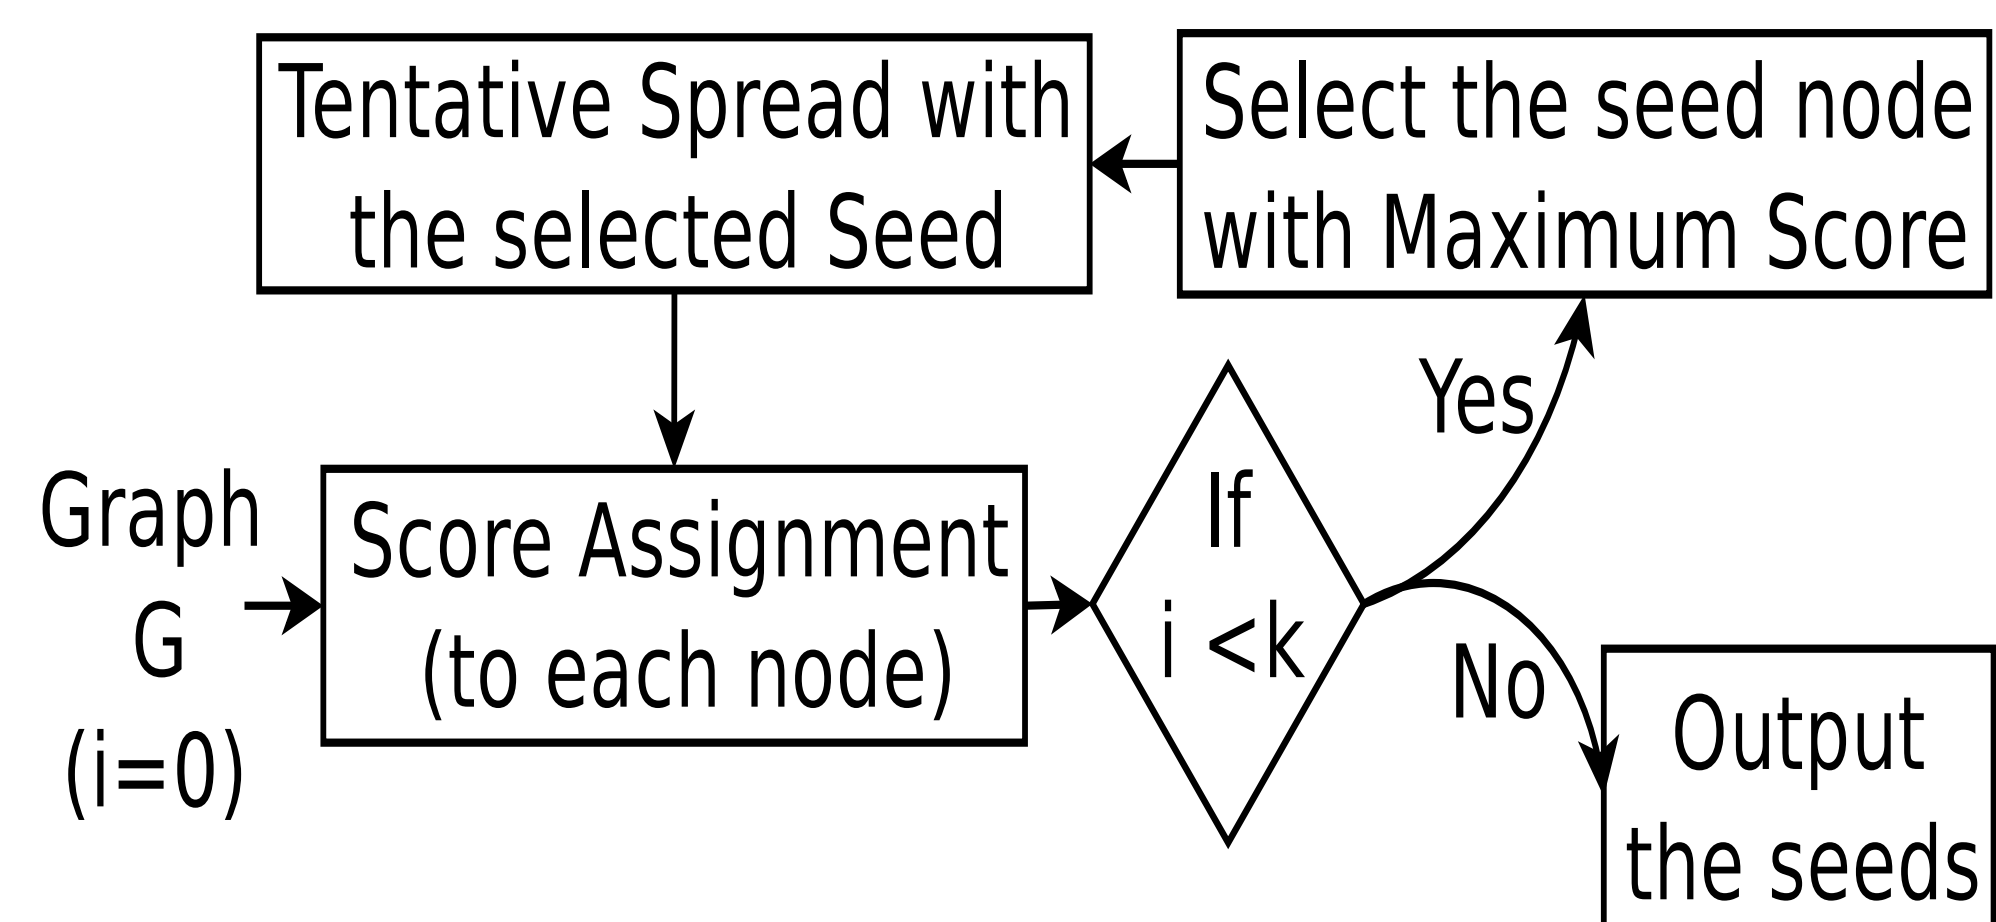 Tentative Spread with
the selected Seed
Select the seed node
with Maximum Score
Graph
G
(i=0)
Score Assignment
(to each node)
If
i <k
Yes
No
Output
the seeds